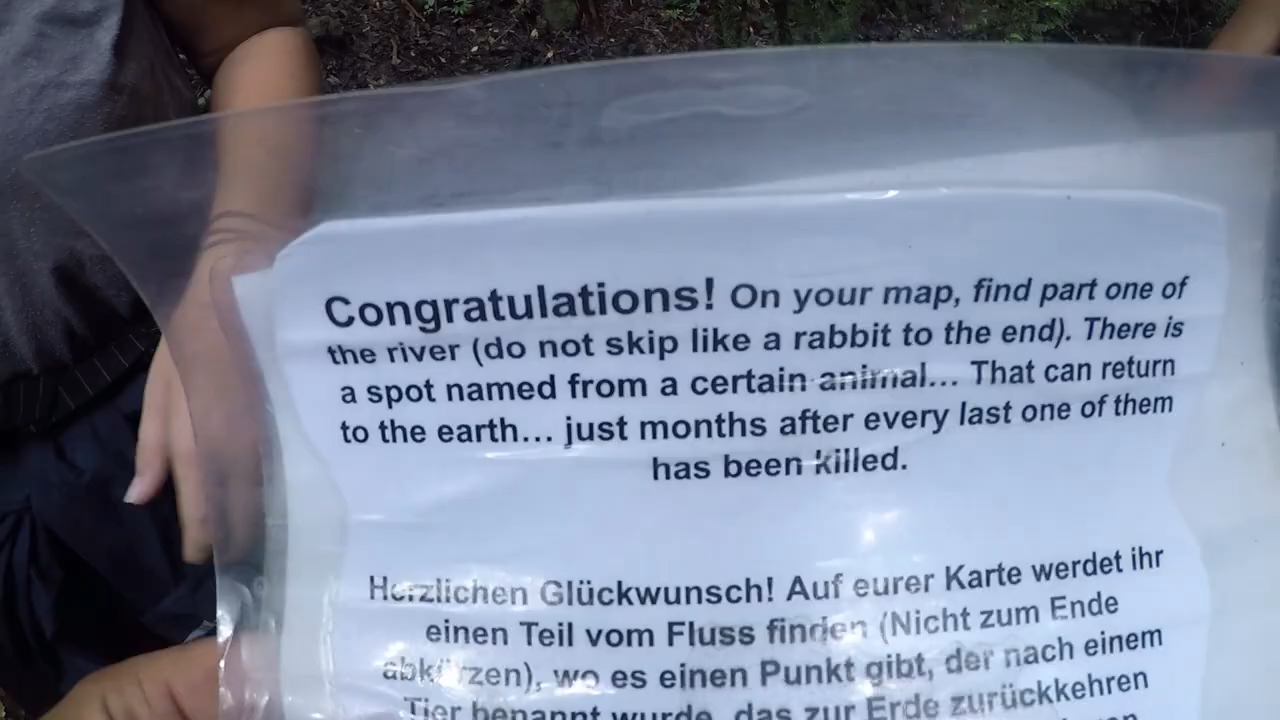 Congratulations! On your map, find part one of
the river (do not skip like a rabbit to the end). There is
a spot named from a certain animal... That can return
to the earth... just months after every last one of them
has been killed.
Herzlichen Glückwunsch! Auf eurer Karte werdet ihr
einen Teil vom Fluss finden (Nicht zum Ende
abkürzen), wo es einen Punkt gibt, der nach einem
Tier benannt wurde, das zur Erde zurückkehren